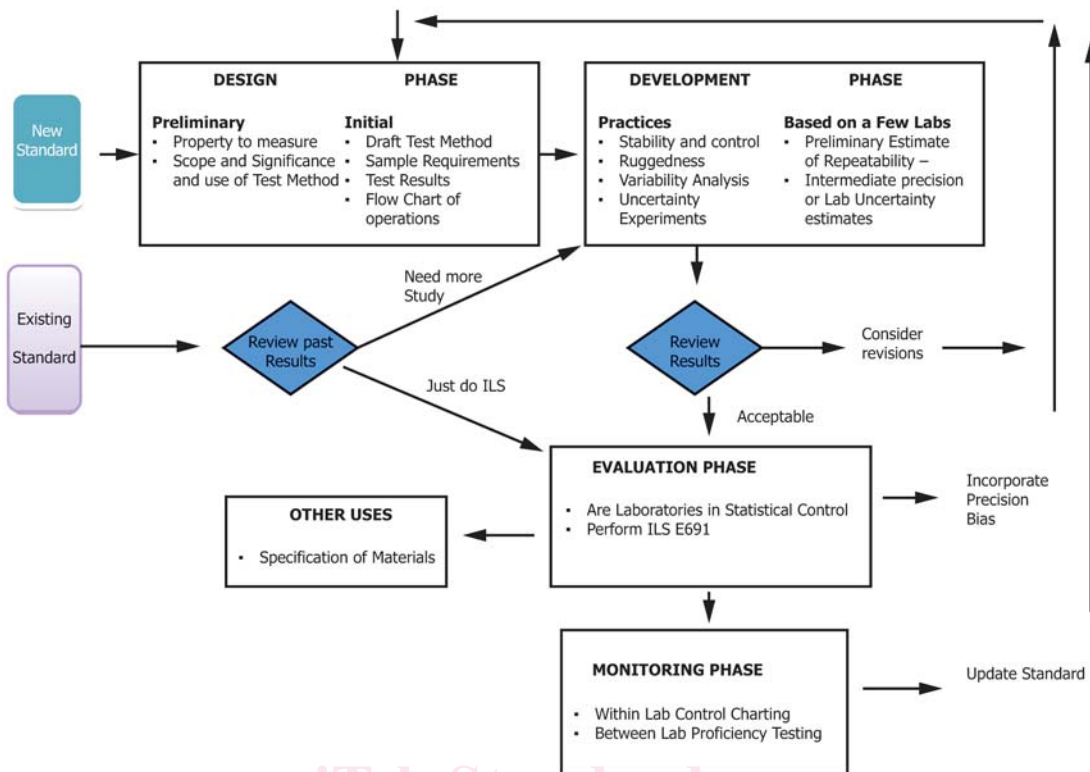 New
Standard
DESIGN PHASE
Preliminary
▪ Property to measure
▪ Scope and Significance
and use of Test Method
Initial
▪ Draft Test Method
▪ Sample Requirements
▪ Test Results
▪ Flow Chart of
operations
DEVELOPMENT PHASE
Practices
▪ Stability and control
▪ Ruggedness
▪ Variability Analysis
▪ Uncertainty
Experiments
Based on a Few Labs
▪ Preliminary Estimate
of Repeatability –
▪ Intermediate precision
or Lab Uncertainty
estimates
Existing
Standard
Review past
Results
Need more
Study
Just do ILS
Review
Results
Consider
revisions
Acceptable
EVALUATION PHASE
▪ Are Laboratories in Statistical Control
▪ Perform ILS E691
Incorporate
Precision
Bias
OTHER USES
▪ Specification of Materials
MONITORING PHASE
▪ Within Lab Control Charting
▪ Between Lab Proficiency Testing
Update Standard